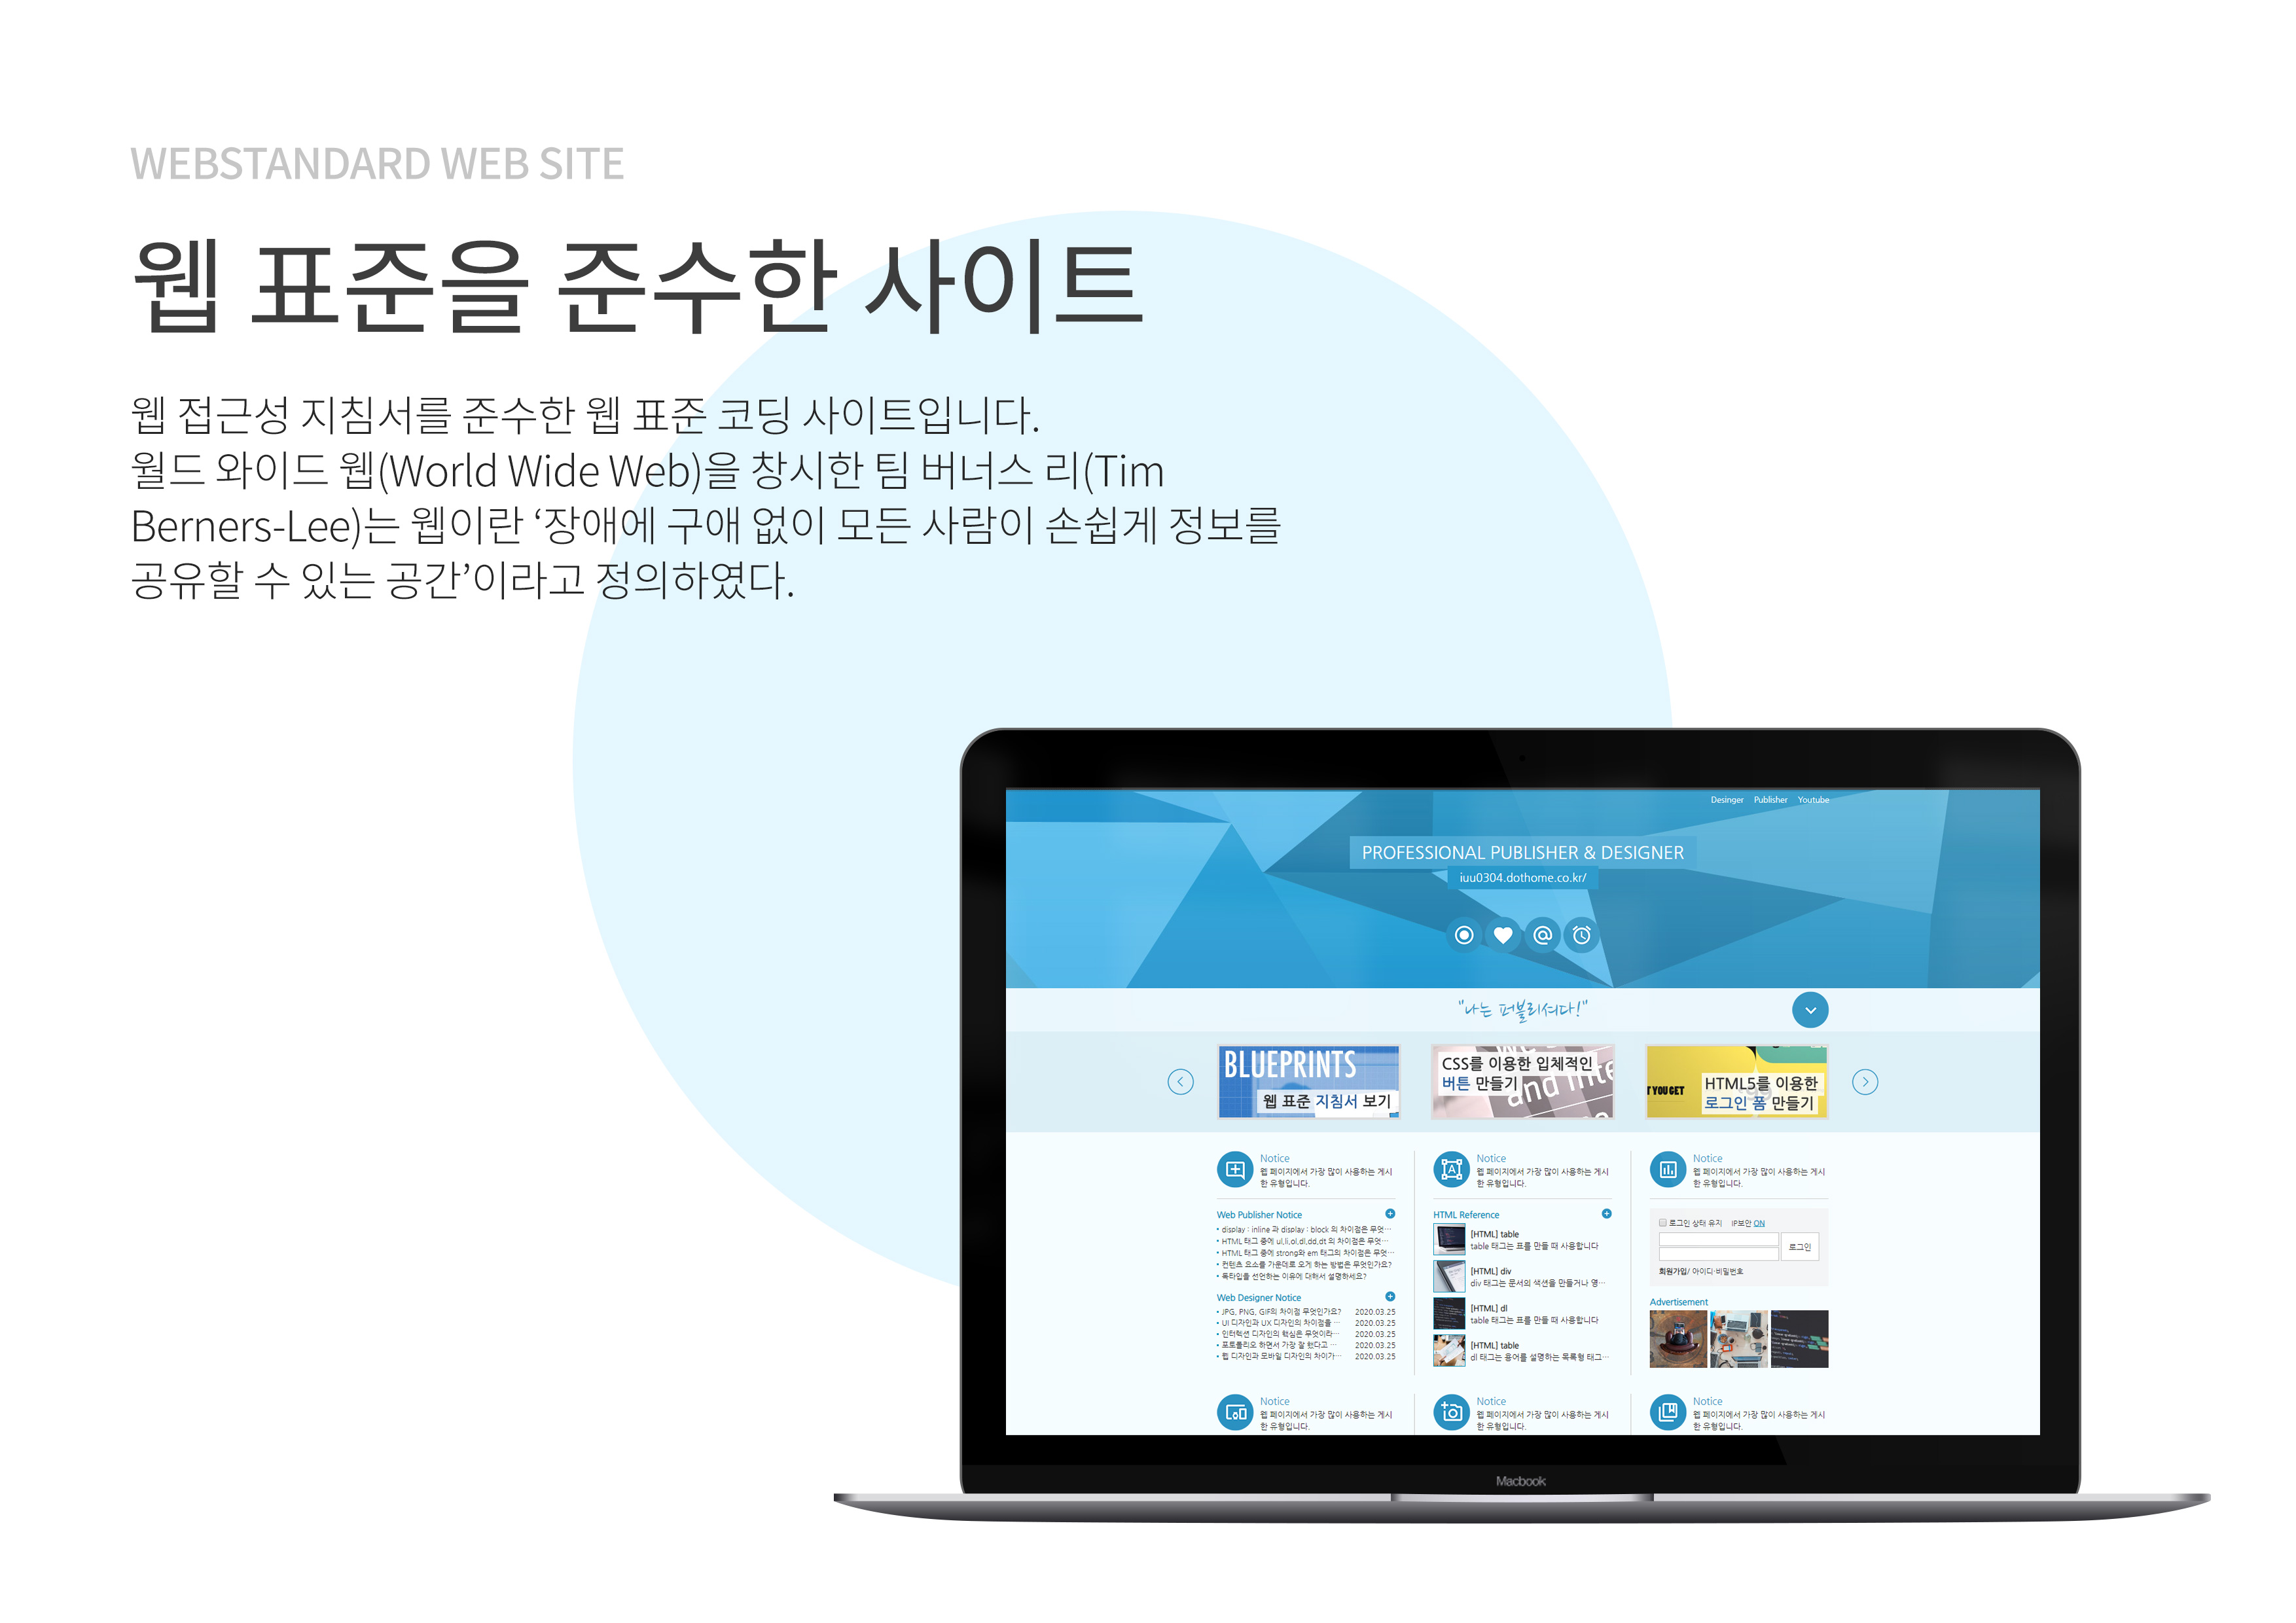 WEBSTANDARD WEB SITE
웹 표준을 준수한 사이트
웹 접근성 지침서를 준수한 웹 표준 코딩 사이트입니다.
월드 와이드 웹(World Wide Web)을 창시한 팀 버너스 리(Tim
Berners-Lee)는 웹이란 ‘장애에 구애 없이 모든 사람이 손쉽게 정보를
공유할 수 있는 공간’이라고 정의하였다.
Desinger Publisher Youtube
PROFESSIONAL PUBLISHER & DESIGNER
iuu0304.dothome.co.kr/
"나는 퍼블리셔다!"
BLUEPRINTS
웹 표준 지침서 보기
CSS를 이용한 입체적인
버튼 만들기
and inte
T YOU GET
HTML5를 이용한
로그인 폼 만들기
Notice
웹 페이지에서 가장 많이 사용하는 게시
한 유형입니다.
Web Publisher Notice
• display : inline 과 display : block 의 차이점은 무엇…
• HTML 태그 중에 ul,li,ol,dl,dd,dt 의 차이점은 무엇…
• HTML 태그 중에 strong와 em 태그의 차이점은 무엇…
• 컨텐츠 요소를 가운데로 오게 하는 방법은 무엇인가요?
• 독타입을 선언하는 이유에 대해서 설명하세요?
Web Designer Notice
• JPG, PNG, GIF의 차이점 무엇인가요? 2020.03.25
• UI 디자인과 UX 디자인의 차이점을 … 2020.03.25
• 인터렉션 디자인의 핵심은 무엇이라… 2020.03.25
• 포토폴리오 하면서 가장 잘 했다고 … 2020.03.25
• 웹 디자인과 모바일 디자인의 차이가… 2020.03.25
Notice
웹 페이지에서 가장 많이 사용하는 게시
한 유형입니다.
HTML Reference
[HTML] table
table 태그는 표를 만들 때 사용합니다
[HTML] div
div 태그는 문서의 색션을 만들거나 영…
[HTML] dl
table 태그는 표를 만들 때 사용합니다
[HTML] table
dl 태그는 용어를 설명하는 목록형 태그…
Notice
웹 페이지에서 가장 많이 사용하는 게시
한 유형입니다.
로그인 상태 유지 IP보안 ON
로그인
회원가입/ 아이디·비밀번호
Advertisement
Notice
웹 페이지에서 가장 많이 사용하는 게시
한 유형입니다.
Notice
웹 페이지에서 가장 많이 사용하는 게시
한 유형입니다.
Notice
웹 페이지에서 가장 많이 사용하는 게시
한 유형입니다.
Macbook